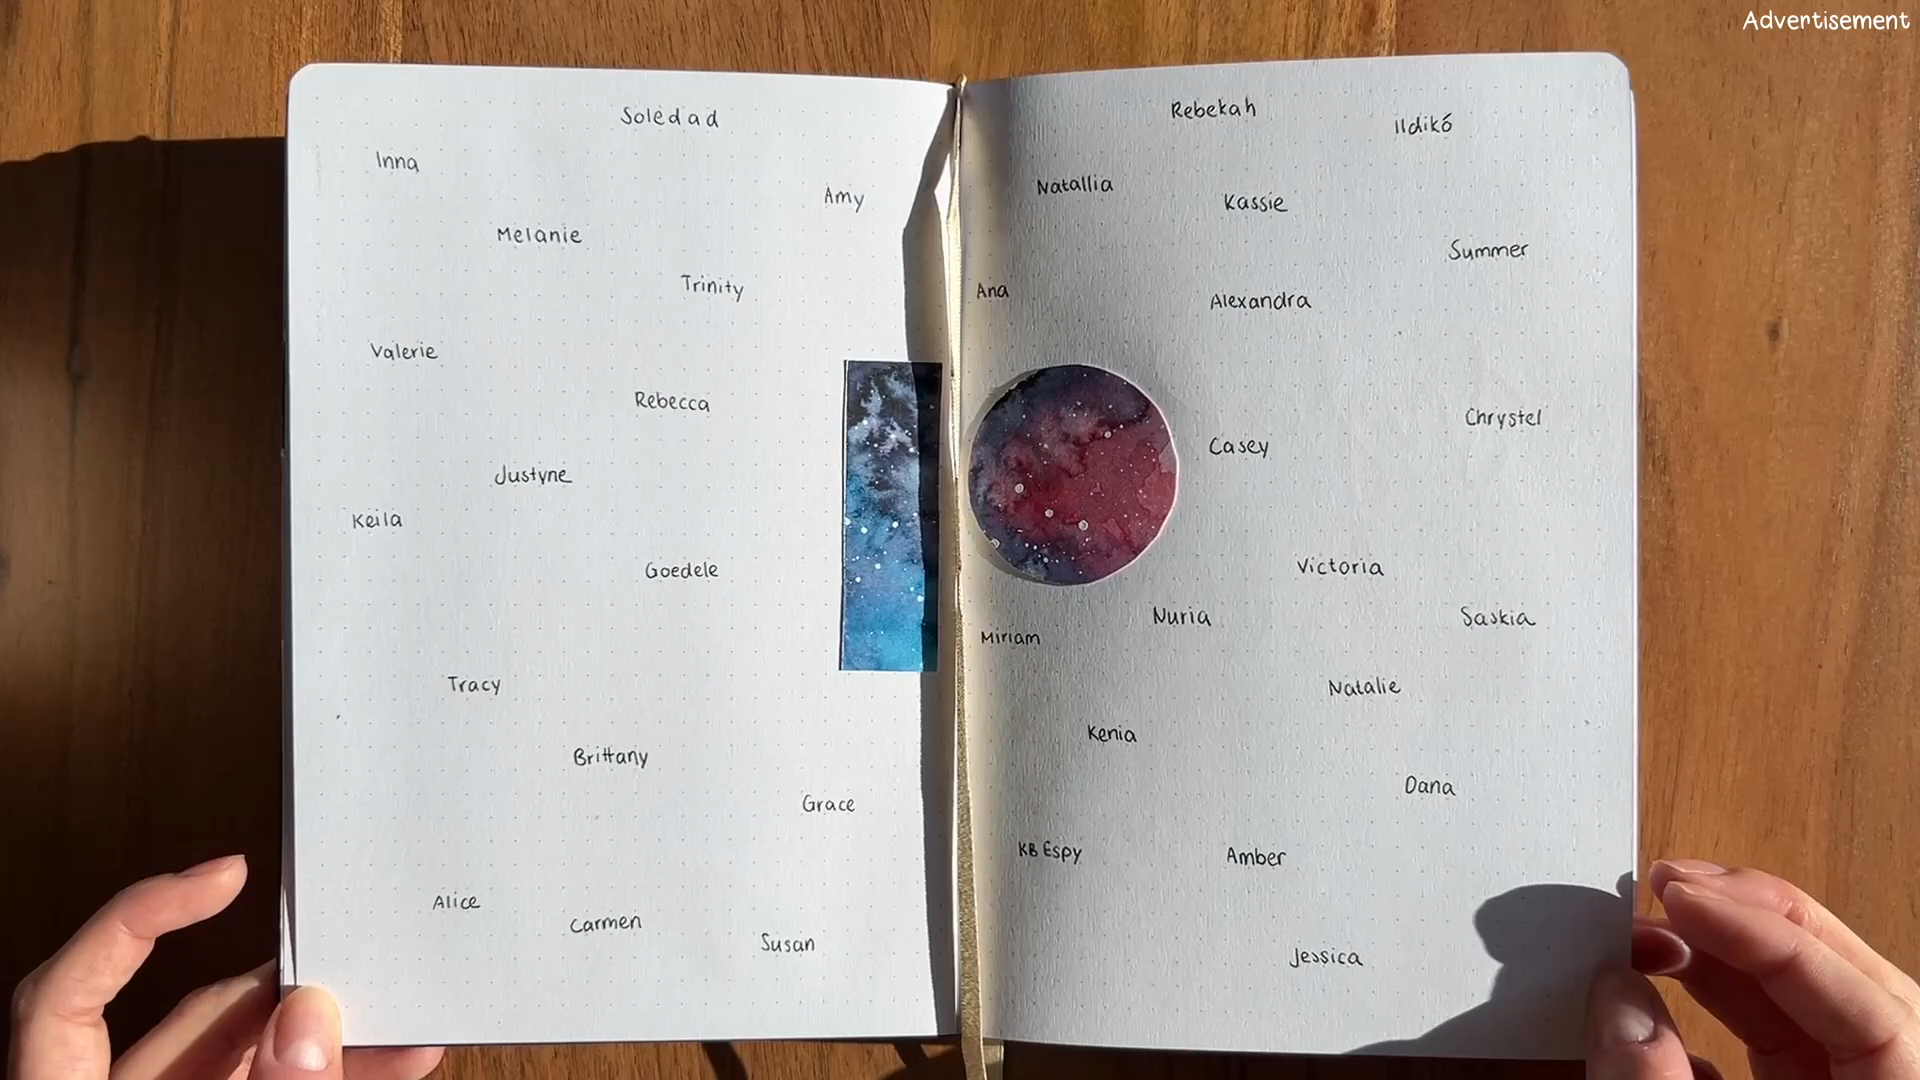 Advertisement
Soledad
Inna
Amy
Melanie
Trinity
Valerie
Rebecca
Justyne
Keila
Goedele
Tracy
Brittany
Grace
Alice
Carmen
Susan
Rebekah
Ildikó
Natallia
Kassie
Summer
Ana
Alexandra
Chrystel
Casey
Victoria
Nuria
Saskia
Miriam
Natalie
Kenia
Dana
KB Espy
Amber
Jessica